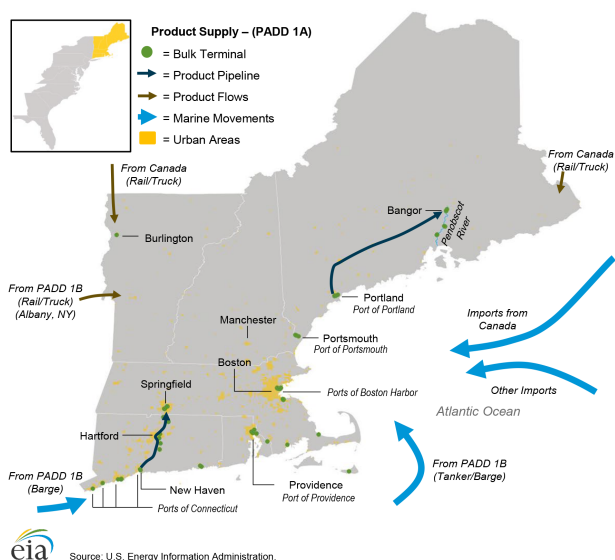 Product Supply – (PADD 1A)
= Bulk Terminal
= Product Pipeline
= Product Flows
= Marine Movements
= Urban Areas
From Canada
(Rail/Truck)
From Canada
(Rail/Truck)
Bangor
Penobscot
River
Burlington
From PADD 1B
(Rail/Truck)
(Albany, NY)
Portland
Port of Portland
Imports from
Canada
Manchester
Portsmouth
Port of Portsmouth
Boston
Springfield
Ports of Boston Harbor
Other Imports
Atlantic Ocean
Hartford
From PADD 1B
(Barge)
New Haven
Ports of Connecticut
Providence
Port of Providence
From PADD 1B
(Tanker/Barge)
eia
Source: U.S. Energy Information Administration.